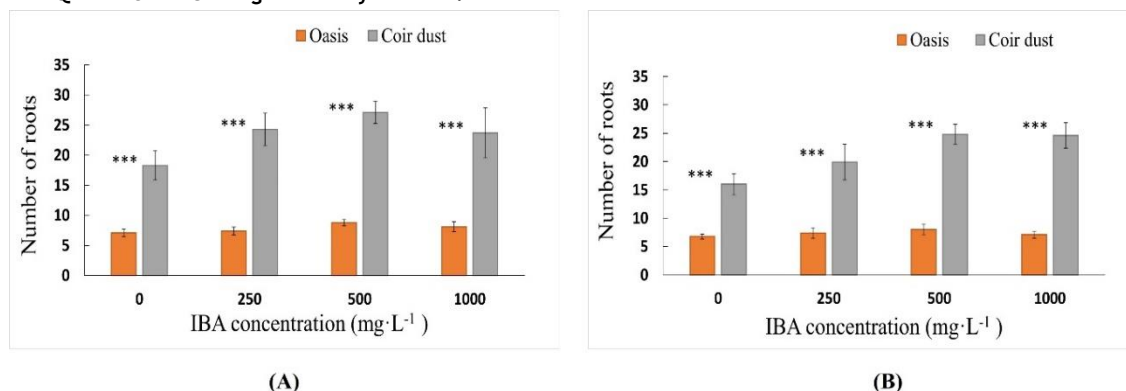 Oasis Coir dust
Number of roots
35
30
25
20
15
10
5
0
***
***
***
***
0 250 500 1000
IBA concentration (mg·L-1 )
(A)
Oasis Coir dust
Number of roots
35
30
25
20
15
10
5
0
***
***
***
***
0 250 500 1000
IBA concentration (mg·L-1 )
(B)